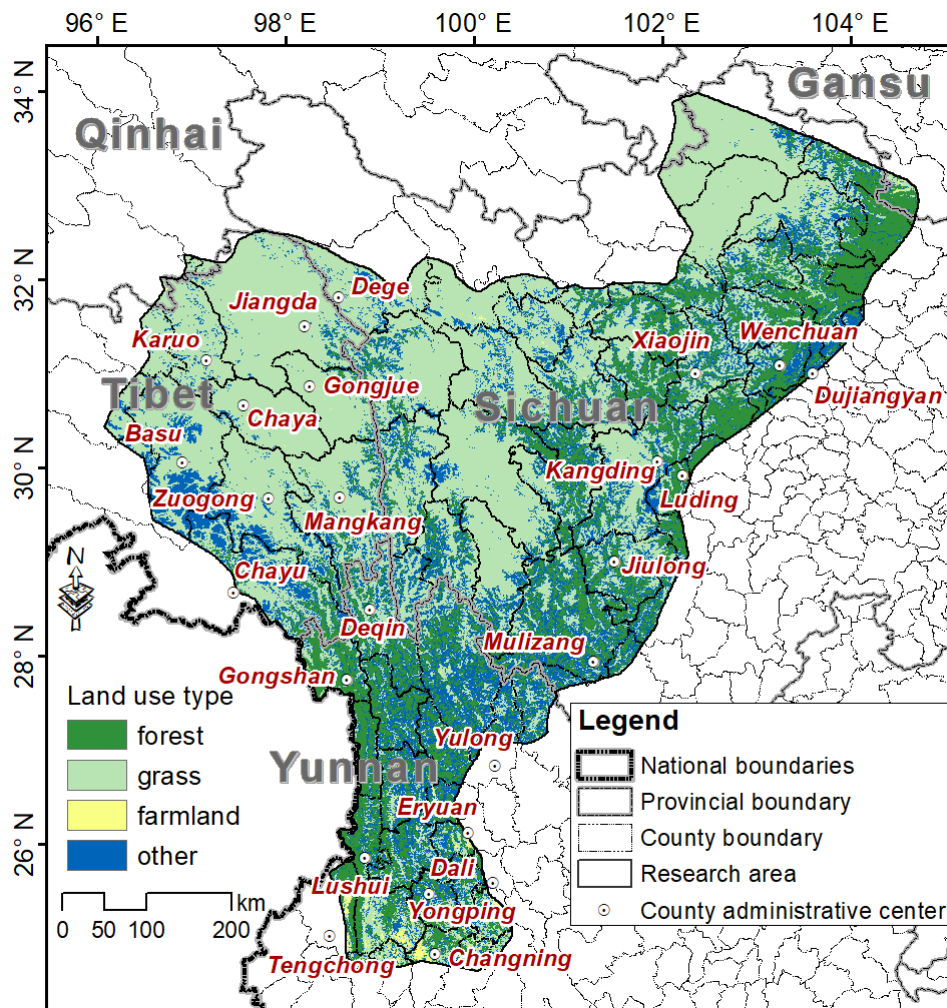 96° E 98° E 100° E 102° E 104° E
34° N
32° N
30° N
28° N
26° N
Gansu
Qinhai
Dege
Jiangda
Karuo
Xiaojin
Wenchuan
Gongjue
Tibet
Sichuan
Dujiangyan
Chaya
Basu
Kangding
Zuogong
Luding
Mangkang
N
Chayu
Jiulong
Deqin
Mulizang
Gongshan
Land use type
forest
grass
farmland
other
Yulong
Yunnan
Eryuan
Dali
Lushui
Yongping
Tengchong
Changning
km
0 50 100 200
Legend
National boundaries
Provincial boundary
County boundary
Research area
County administrative center